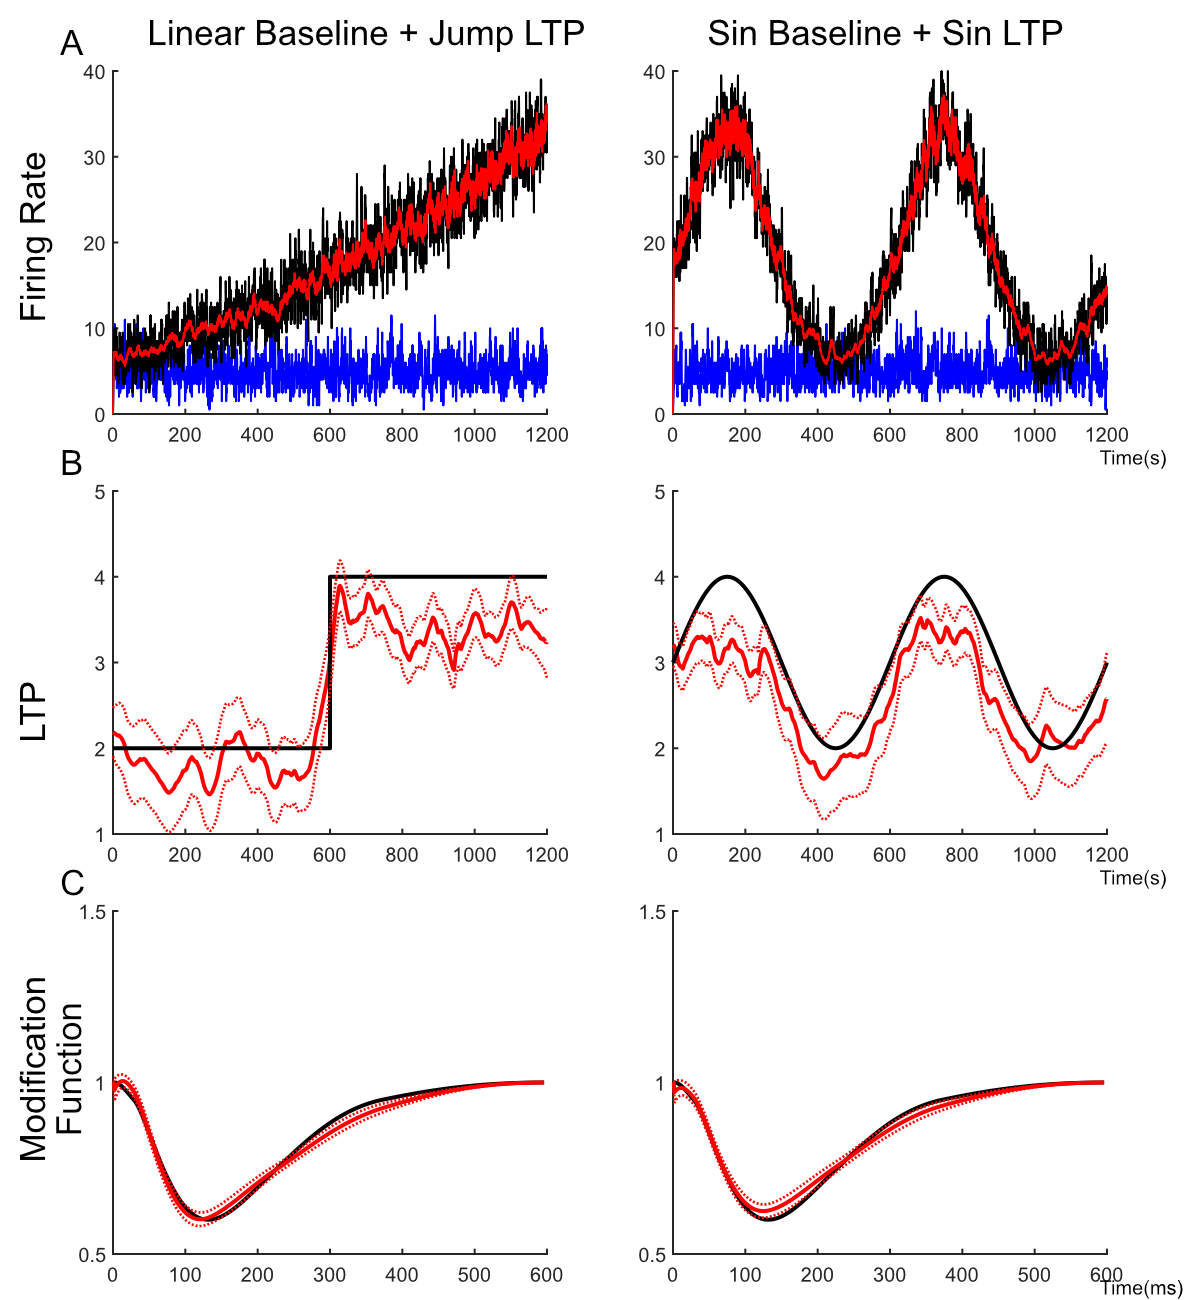 Linear Baseline + Jump LTP
Sin Baseline + Sin LTP
A
Firing Rate
40
30
20
10
0
0 200 400 600 800 1000 1200
40
30
20
10
0
0 200 400 600 800 1000 1200
Time(s)
B
LTP
5
4
3
2
1
0 200 400 600 800 1000 1200
5
4
3
2
1
0 200 400 600 800 1000 1200
Time(s)
C
Modification
Function
1.5
1
0.5
0 100 200 300 400 500 600
1.5
1
0.5
0 100 200 300 400 500 600
Time(ms)